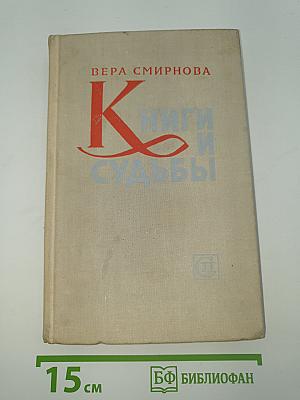 ВЕРА СМИРНОВА
КНИГИ
И
СУДЬБЫ
15 см
БФ БИБЛИОФАН